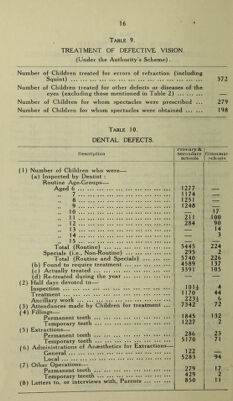 16
TABLE 9.
TREATMENT OF DEFECTIVE VISION.
(Under the Authority's Scheme).
Number of Children treated for errors of refraction (including
Squint) ... 572
Number of Children treated for other defects or diseases of the
eyes (excluding those mentioned in Table 2) ... —
Number of Children for whom spectacles were prescribed ... 279
Number of Children for whom spectacles were obtained ... 198
TABLE 10.
DENTAL DEFECTS.
Description Primary & Secondary schools Grammar schools
(1) Number of Children who were—
(a) Inspected by Dentist:
Routine Age-Groups—
Aged 6 ... 1277 —
„ 7 ... 1174 —
„ 8 ... 1251 —
„ 9 ... 1248 —
„ 10 ... — 17
„ 11 ... 211 100
„ 12 ... 284 90
„ 13 ... — 14
„ 14 ... — 3
„ 15 ... — —
Total (Routine) ... 5445 224
Specials (i.e., Non-Routine) ... 295 2
Total (Routine and Specials) ... 5740 226
(b) Found to require treatment ... 4589 137
(c) Actually treated ... 3391 105
(d) Re-treated during the year ... — —
(2) Half days devoted to—
Inspection ... 101½ 4
Treatment ... 1170 44
Ancillary work ... 223½ 6
(3) Attendances made by Children for treatment ... 7342 72
(4) Fillings—
Permanent teeth ... 1845 132
Temporary teeth ... 1227 2
(5) Extractions—
Permanent teeth ... 286 23
Temporary teeth ... 5170 71
(6) Administrations of Anæsthetics for Extractions—
General ... 122 —
Local ... 5283 94
(7) Other Operations—
Permanent teeth ... 279 17
Temporary teeth ... 429 2
(8) Letters to, or interviews with, Parents ... 850 11